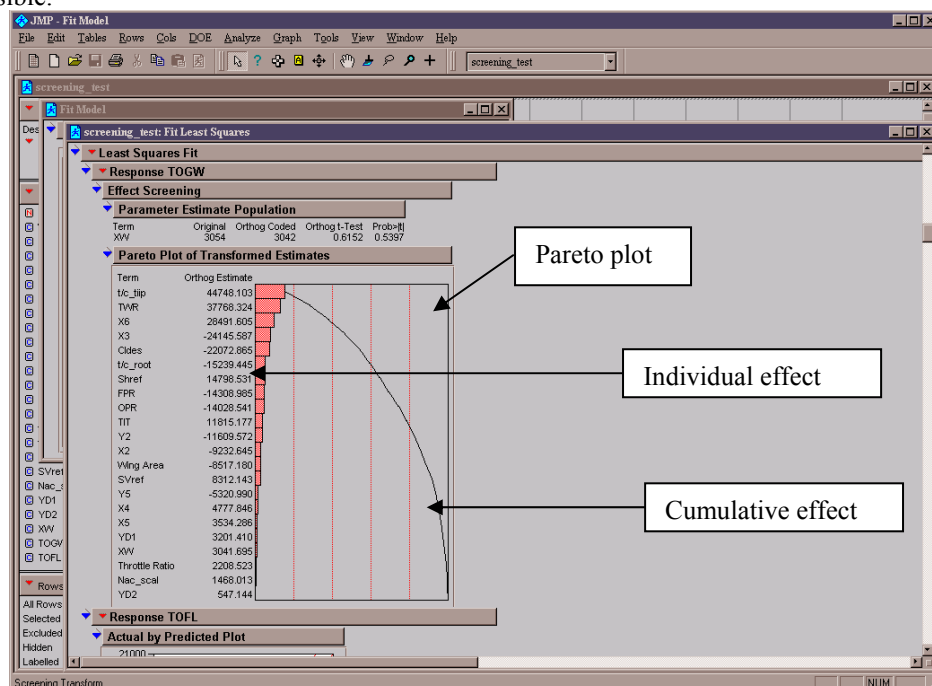 sible.
JMP - Fit Model
File Edit Tables Rows Cols DOE Analyze Graph Tools View Window Help
screening_test
screening_test
Fit Model
Des
screening_test: Fit Least Squares
Least Squares Fit
Response TOGW
Effect Screening
Parameter Estimate Population
Term Original Orthog Coded Orthog t-Test Prob>|t|
XW 3054 3042 0.6152 0.5397
Pareto Plot of Transformed Estimates
Term Orthog Estimate
t/c_tiip 44748.103
TWR 37768.324
X6 28491.605
X3 -24145.587
Cldes -22072.865
t/c_root -15239.445
Shref 14798.531
FPR -14308.985
OPR -14028.541
TIT 11815.177
Y2 -11609.572
X2 -9232.645
Wing Area -8517.180
SVref 8312.143
Y5 -5320.990
X4 4777.846
X5 3534.286
YD1 3201.410
XW 3041.695
Throttle Ratio 2208.523
Nac_scal 1468.013
YD2 547.144
Pareto plot
Individual effect
Cumulative effect
SVref
Nac_s
YD1
YD2
XW
TOGW
TOFL
Rows
All Rows
Selected
Excluded
Hidden
Labelled
Response TOFL
Actual by Predicted Plot
21000
Screening Transform
NUM